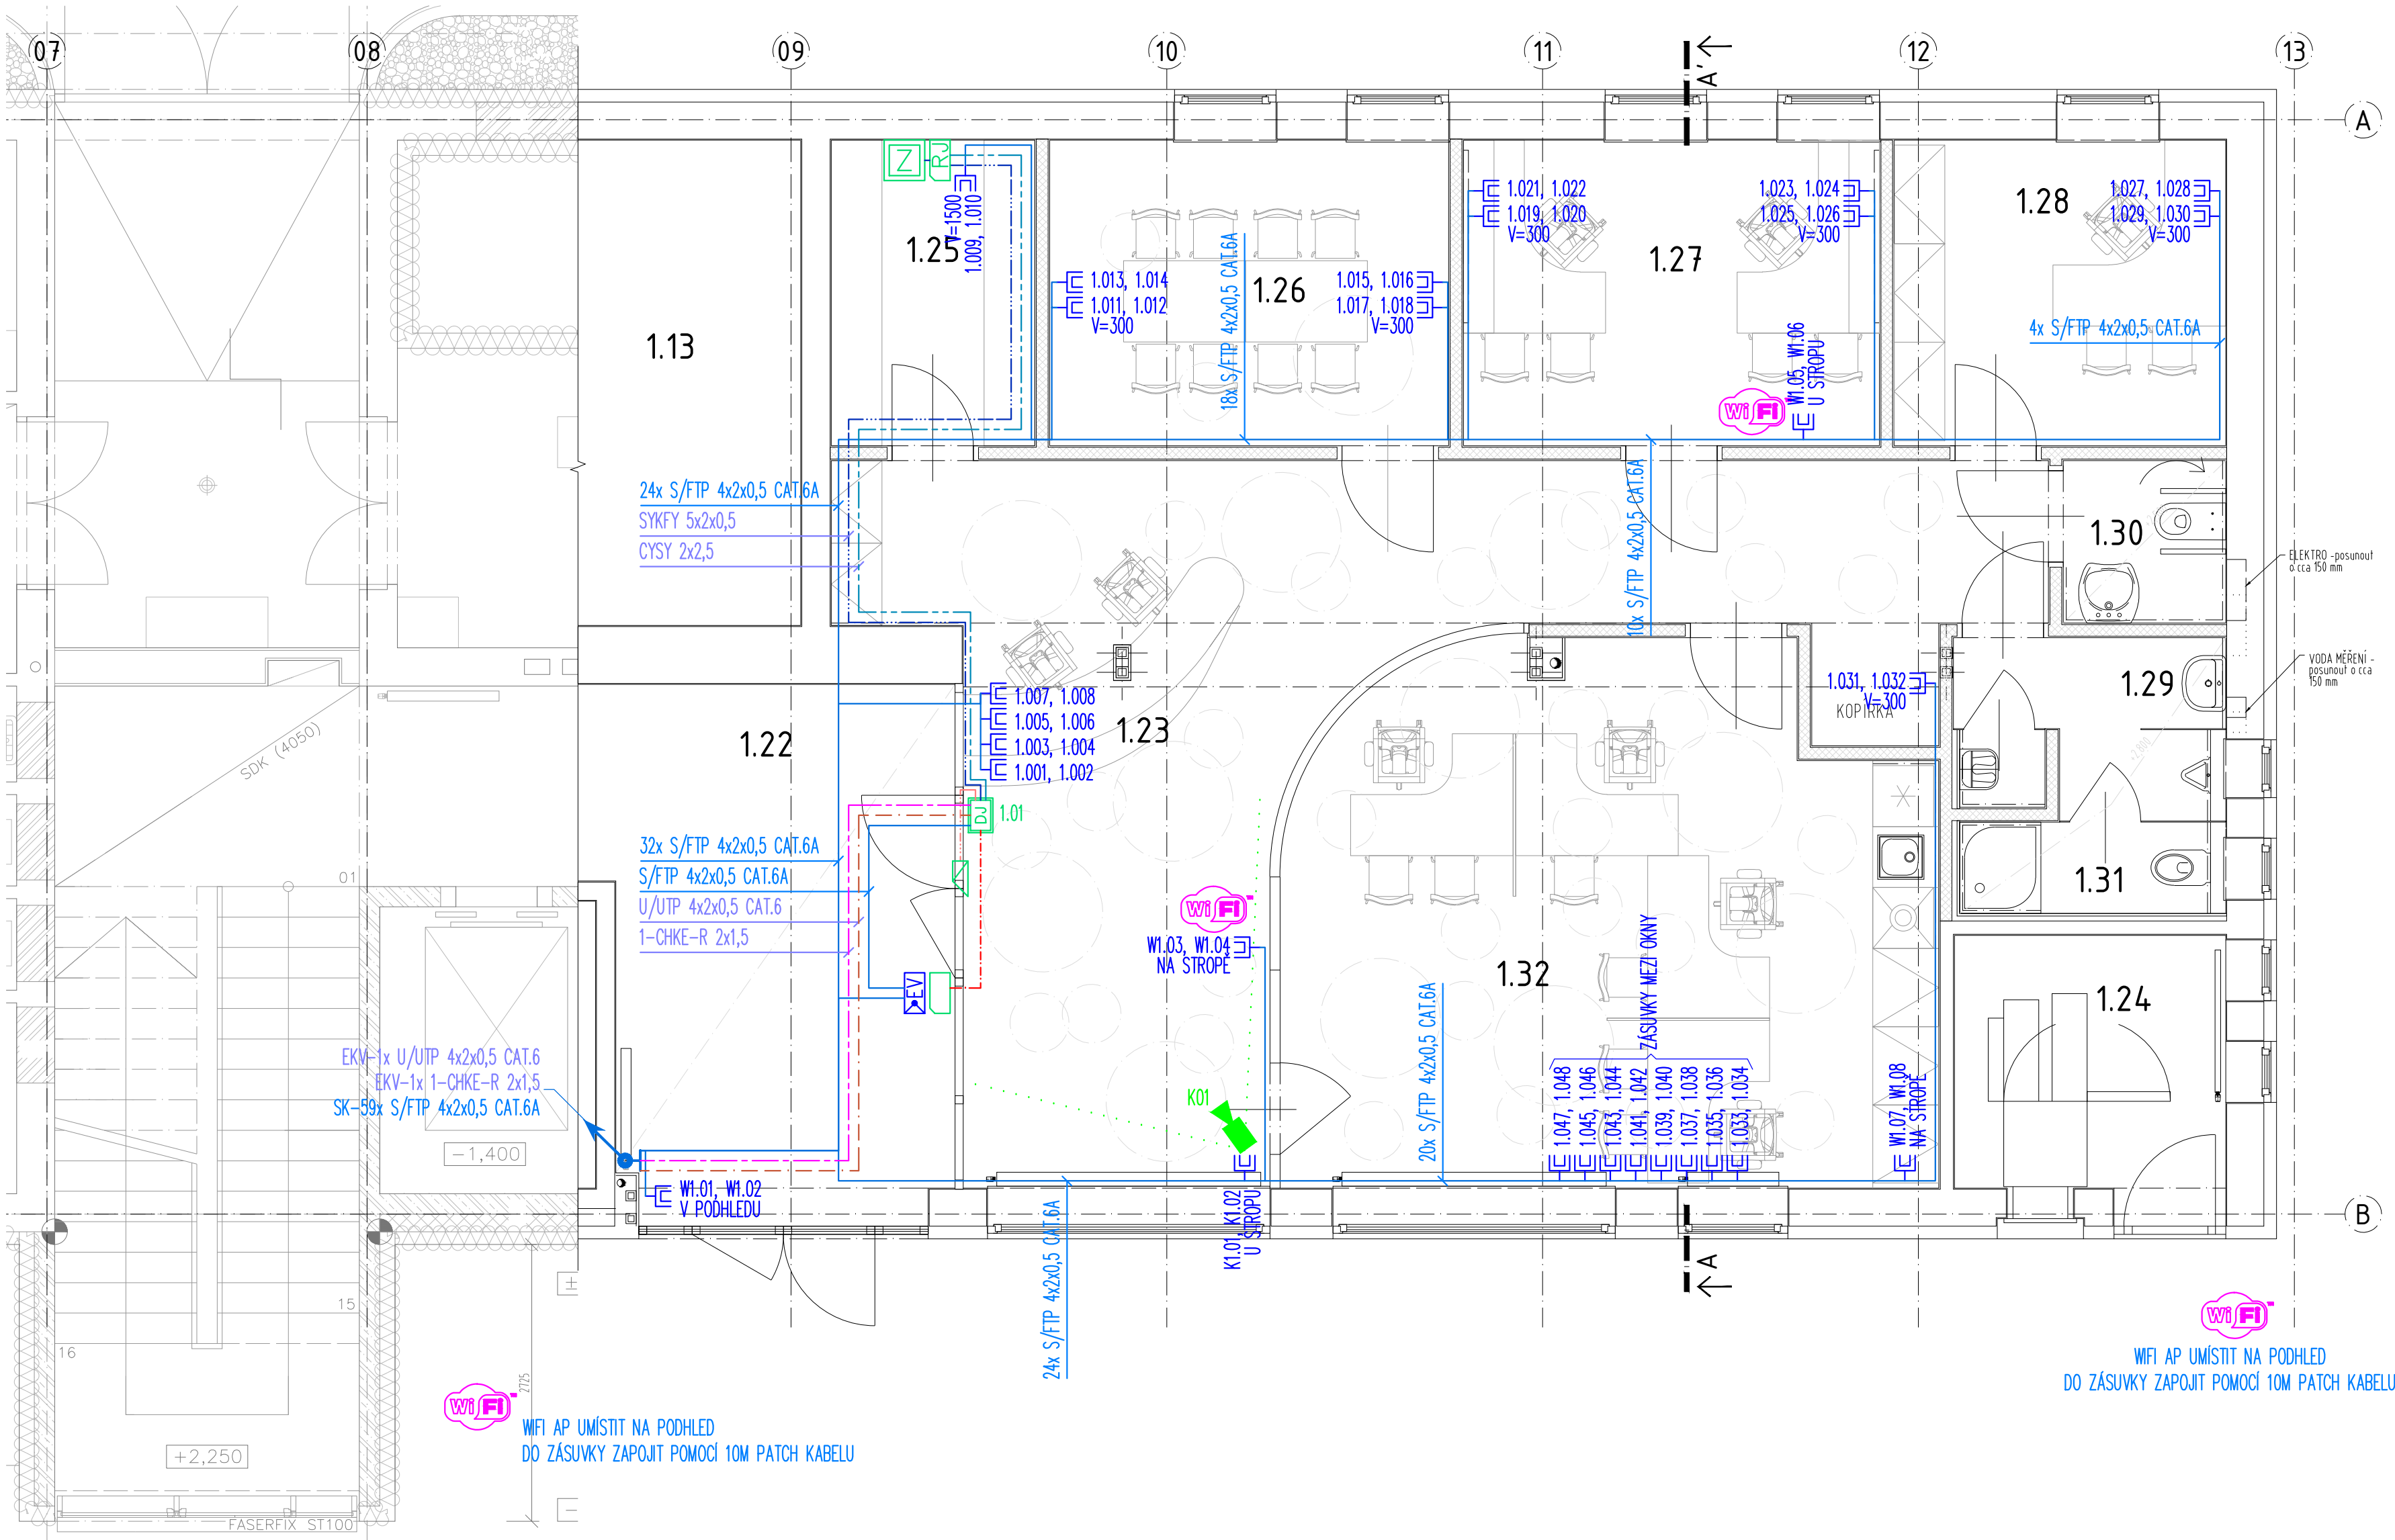 07
08
09
10
11
12
13
A'
A
Z
RJ
V=1500
1.009, 1.010
1.25
1.13
1.013, 1.014
1.011, 1.012
V=300
1.26
18x S/FTP 4x2x0,5 CAT.6A
1.015, 1.016
1.017, 1.018
V=300
1.021, 1.022
1.019, 1.020
V=300
1.27
1.023, 1.024
1.025, 1.026
V=300
1.28
1.027, 1.028
1.029, 1.030
V=300
4x S/FTP 4x2x0,5 CAT.6A
WiFi
W1.05, W1.06
U STROPU
24x S/FTP 4x2x0,5 CAT.6A
SYKFY 5x2x0,5
CYSY 2x2,5
10x S/FTP 4x2x0,5 CAT.6A
1.30
ELEKTRO -posunout
o cca 150 mm
VODA MĚŘENÍ -
posunout o cca
150 mm
1.29
1.031, 1.032
V=300
KOPÍRKA
1.22
1.007, 1.008
1.005, 1.006
1.003, 1.004
1.001, 1.002
1.23
DJ
1.01
SDK (4050)
01
32x S/FTP 4x2x0,5 CAT.6A
S/FTP 4x2x0,5 CAT.6A
U/UTP 4x2x0,5 CAT.6
1-CHKE-R 2x1,5
1.31
WiFi
W1.03, W1.04
NA STROPĚ
1.32
ZÁSUVKY MEZI OKNY
1.24
EV
EKV-1x U/UTP 4x2x0,5 CAT.6
EKV-1x 1-CHKE-R 2x1,5
SK-59x S/FTP 4x2x0,5 CAT.6A
K01
20x S/FTP 4x2x0,5 CAT.6A
1.047, 1.048
1.045, 1.046
1.043, 1.044
1.041, 1.042
1.039, 1.040
1.037, 1.038
1.035, 1.036
1.033, 1.034
W1.07, W1.08
NA STROPĚ
-1,400
W1.01, W1.02
V PODHLEDU
K1.01, K1.02
U STROPU
24x S/FTP 4x2x0,5 CAT.6A
B
A
15
16
2725
+2,250
FASERFIX ST100
WiFi
WIFI AP UMÍSTIT NA PODHLED
DO ZÁSUVKY ZAPOJIT POMOCÍ 10M PATCH KABELU
WiFi
WIFI AP UMÍSTIT NA PODHLED
DO ZÁSUVKY ZAPOJIT POMOCÍ 10M PATCH KABELU